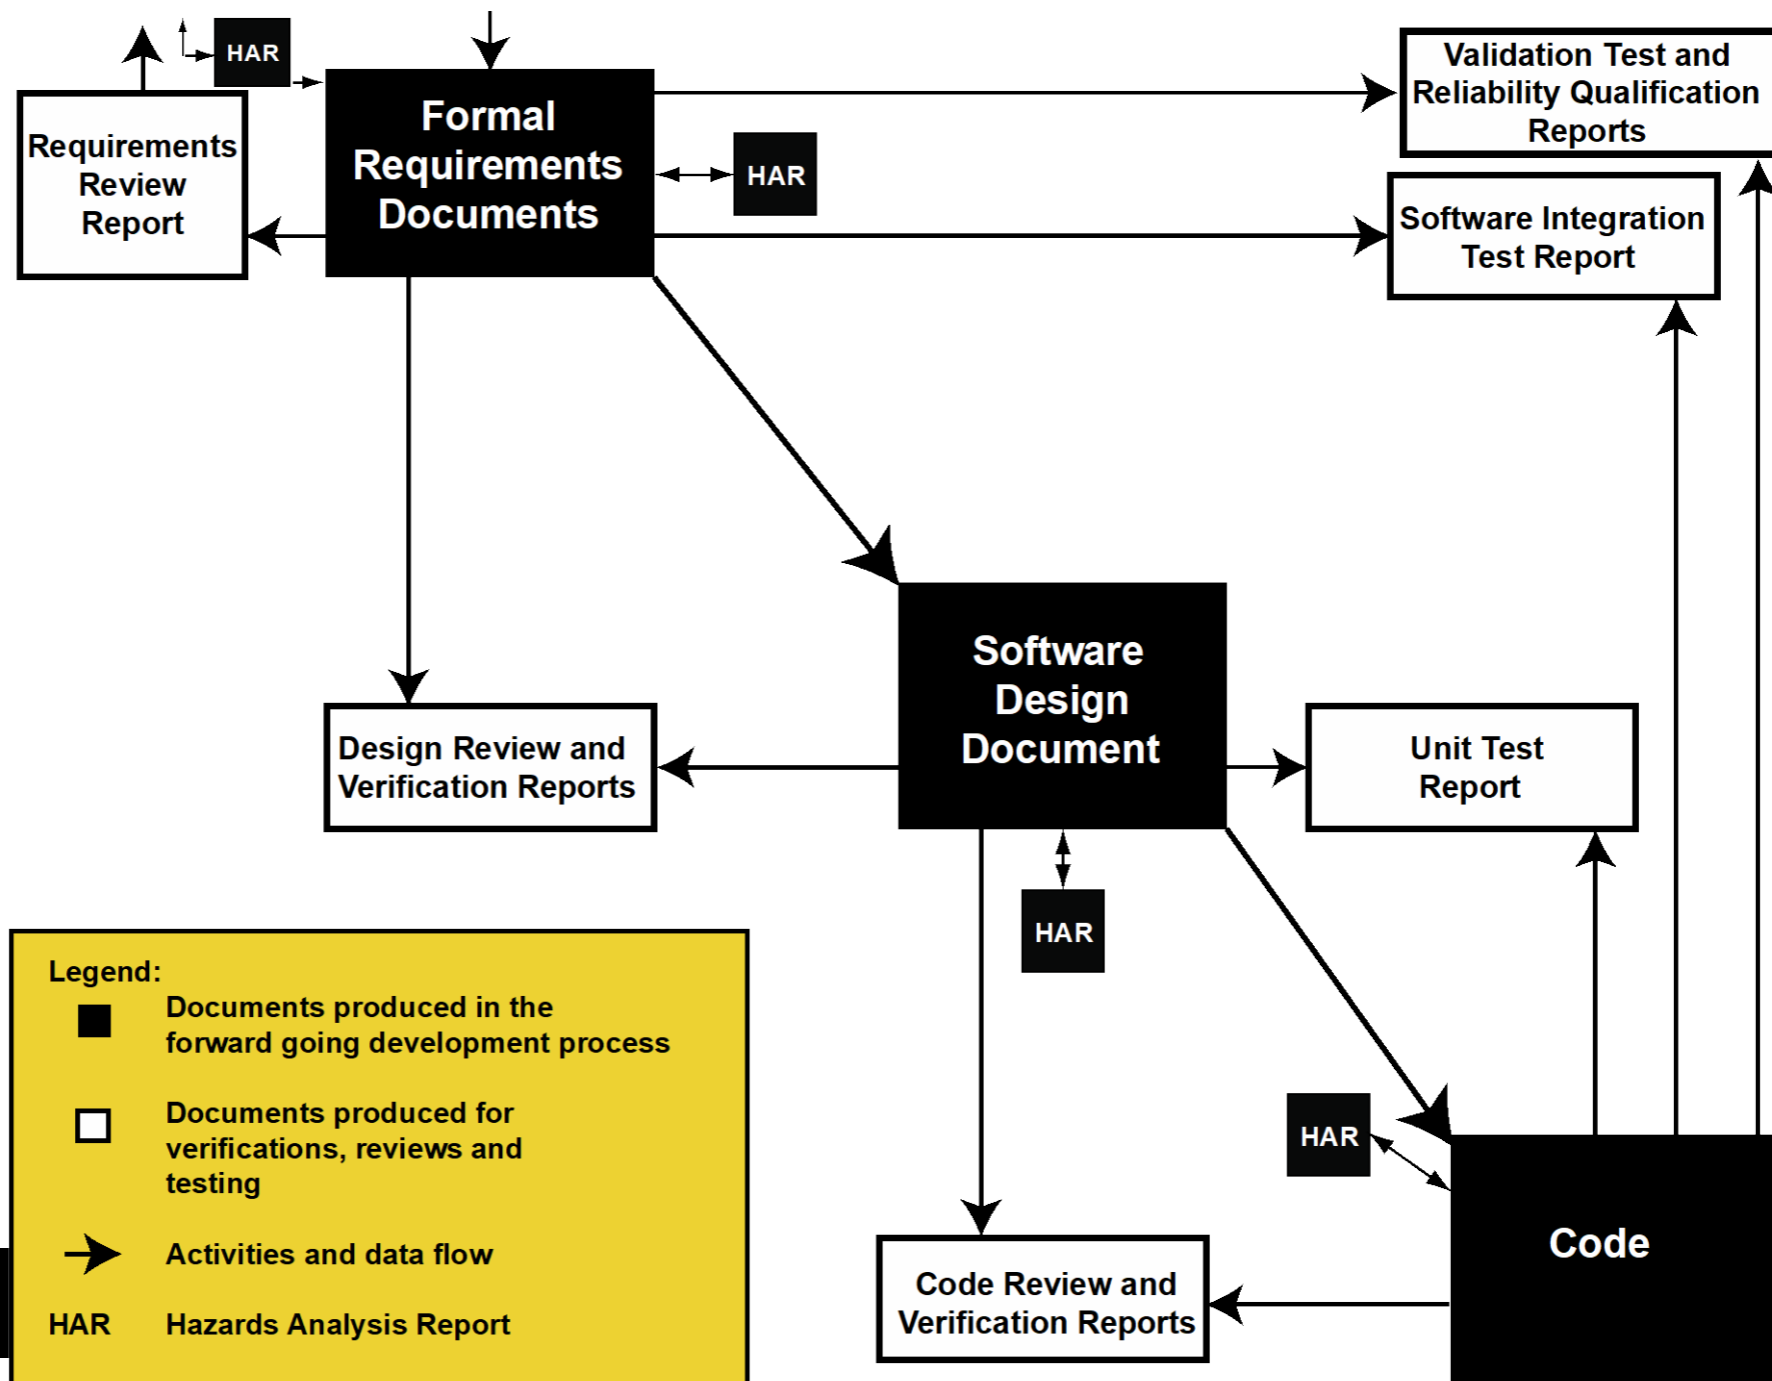 HAR
Formal
Requirements
Documents
Requirements
Review
Report
HAR
Validation Test and
Reliability Qualification
Reports
Software Integration
Test Report
Software
Design
Document
Design Review and
Verification Reports
Unit Test
Report
HAR
HAR
Code
Code Review and
Verification Reports
Legend:
Documents produced in the
forward going development process
Documents produced for
verifications, reviews and
testing
Activities and data flow
HAR Hazards Analysis Report